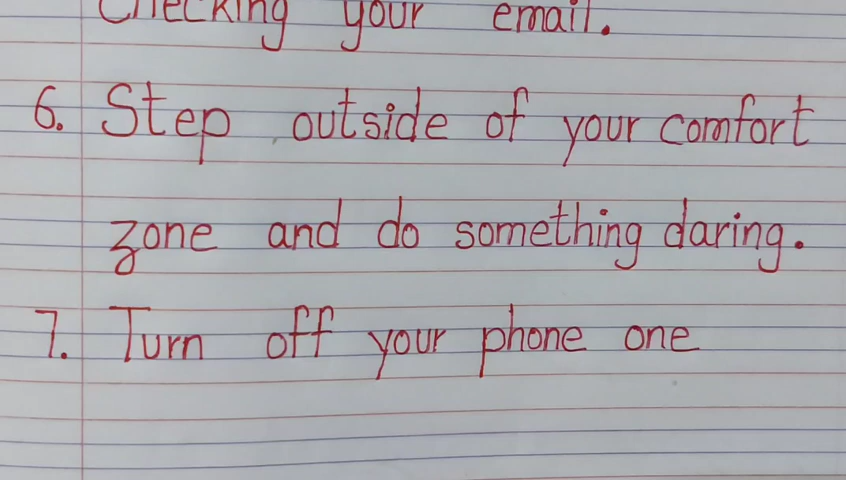 Checking your email.
6. Step outside of your comfort
zone and do something daring.
7. Turn off your phone one